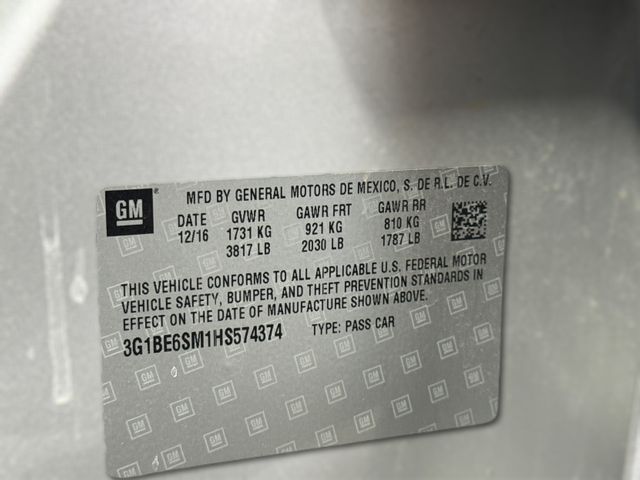 GM ®
MFD BY GENERAL MOTORS DE MEXICO, S. DE R.L. DE C.V.
DATE GVWR GAWR FRT GAWR RR
12/16 1731 KG 921 KG 810 KG
3817 LB 2030 LB 1787 LB
THIS VEHICLE CONFORMS TO ALL APPLICABLE U.S. FEDERAL MOTOR
VEHICLE SAFETY, BUMPER, AND THEFT PREVENTION STANDARDS IN
EFFECT ON THE DATE OF MANUFACTURE SHOWN ABOVE.
3G1BE6SM1HS574374 TYPE: PASS CAR